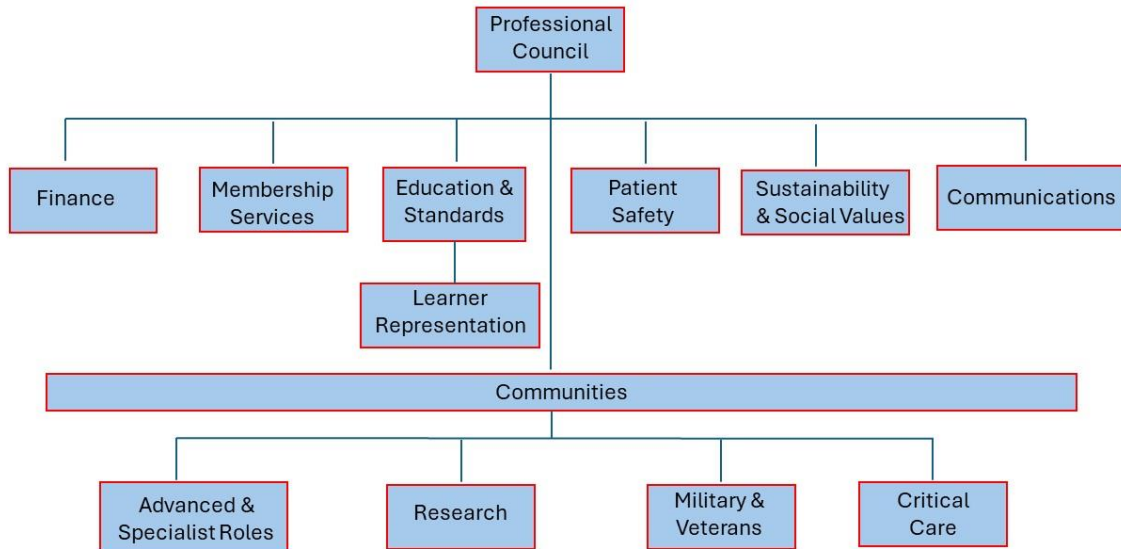 Professional
Council
Finance
Membership
Services
Education &
Standards
Patient
Safety
Sustainability
& Social Values
Communications
Learner
Representation
Communities
Advanced &
Specialist Roles
Research
Military &
Veterans
Critical
Care